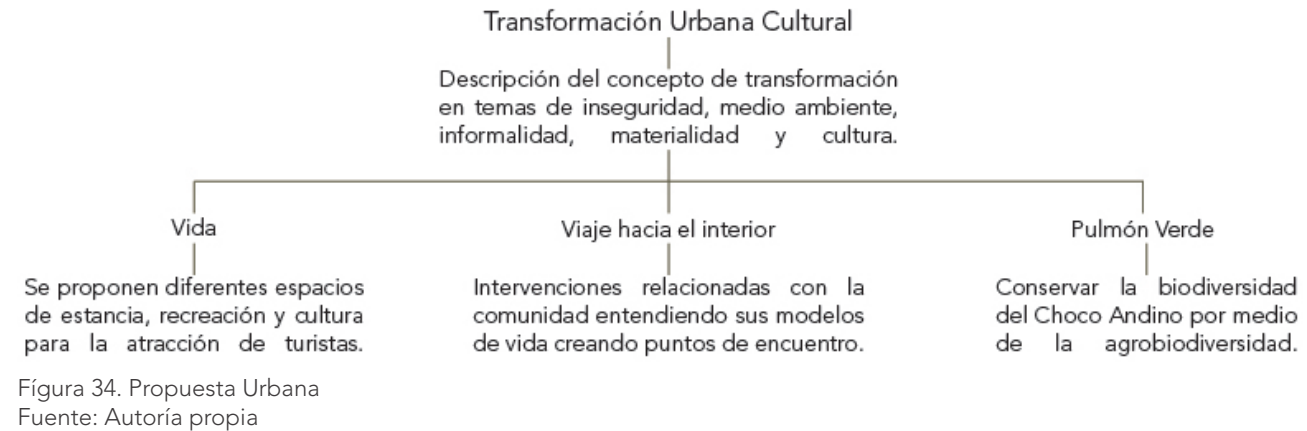 Transformación Urbana Cultural
Descripción del concepto de transformación
en temas de inseguridad, medio ambiente,
informalidad, materialidad y cultura.
Vida
Se proponen diferentes espacios
de estancia, recreación y cultura
para la atracción de turistas.
Viaje hacia el interior
Intervenciones relacionadas con la
comunidad entendiendo sus modelos
de vida creando puntos de encuentro.
Pulmón Verde
Conservar la biodiversidad
del Choco Andino por medio
de la agrobiodiversidad.
Fígura 34. Propuesta Urbana
Fuente: Autoría propia